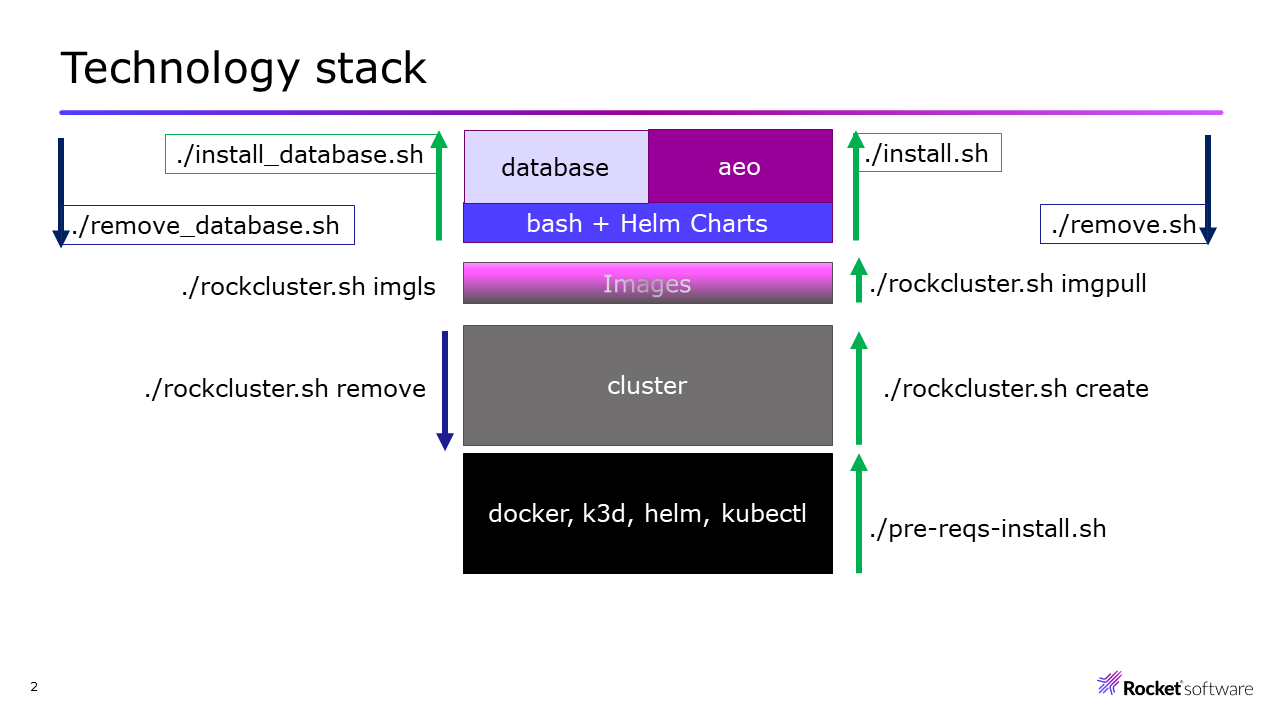 Technology stack
./install_database.sh
database
aeo
./install.sh
./remove_database.sh
bash + Helm Charts
./remove.sh
./rockcluster.sh imgls
Images
./rockcluster.sh imgpull
./rockcluster.sh remove
cluster
./rockcluster.sh create
docker, k3d, helm, kubectl
./pre-reqs-install.sh
2
Rocket software